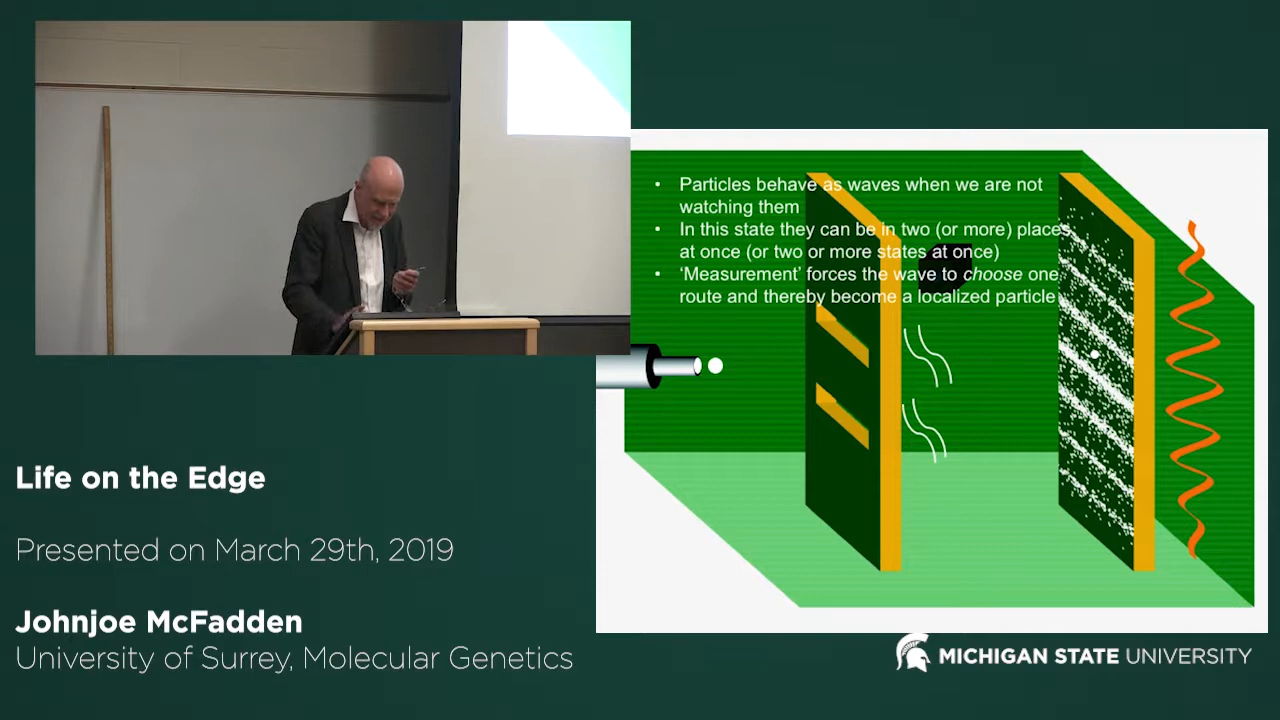 • Particles behave as waves when we are not
watching them
• In this state they can be in two (or more) places
at once (or two or more states at once)
• ‘Measurement’ forces the wave to choose one
route and thereby become a localized particle
Life on the Edge
Presented on March 29th, 2019
Johnjoe McFadden
University of Surrey, Molecular Genetics
MICHIGAN STATE UNIVERSITY